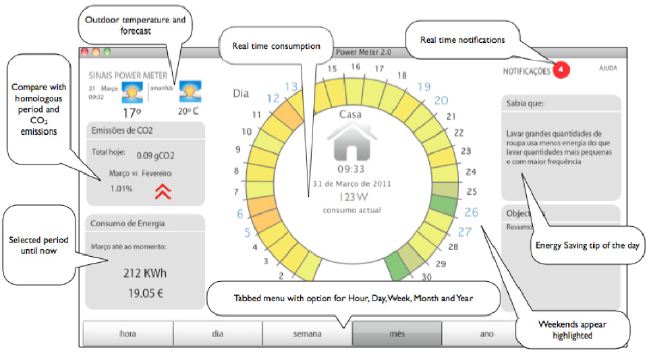 Outdoor temperature and
forecast
Real time consumption
Real time notifications
Compare with
homologous
period and
CO2
emissions
Selected period
until now
Power Meter 2.0
SINAIS POWER METER
31 Março
09:32
amanhã:
17º
20º C
NOTIFICAÇÕES
4
AJUDA
Emissões de CO2
Total hoje: 0.09 gCO2
Março vs Fevereiro
1.01%
Consumo de Energia
Março até ao momento:
212 KWh
19.05 €
Dia
2
3
4
5
6
7
8
9
10
11
12
13
15
16
17
18
19
20
21
22
23
24
25
26
27
28
29
30
Casa
09:33
31 de Março de 2011
123W
consumo actual
Sabia que:
Lavar grandes quantidades de
roupa usa menos energia do que
lavar quantidades mais pequenas
e com maior frequência
Resumo
Energy Saving tip of the day
Tabbed menu with option for Hour, Day, Week, Month and Year
Weekends appear
highlighted
hora
dia
semana
mês
ano